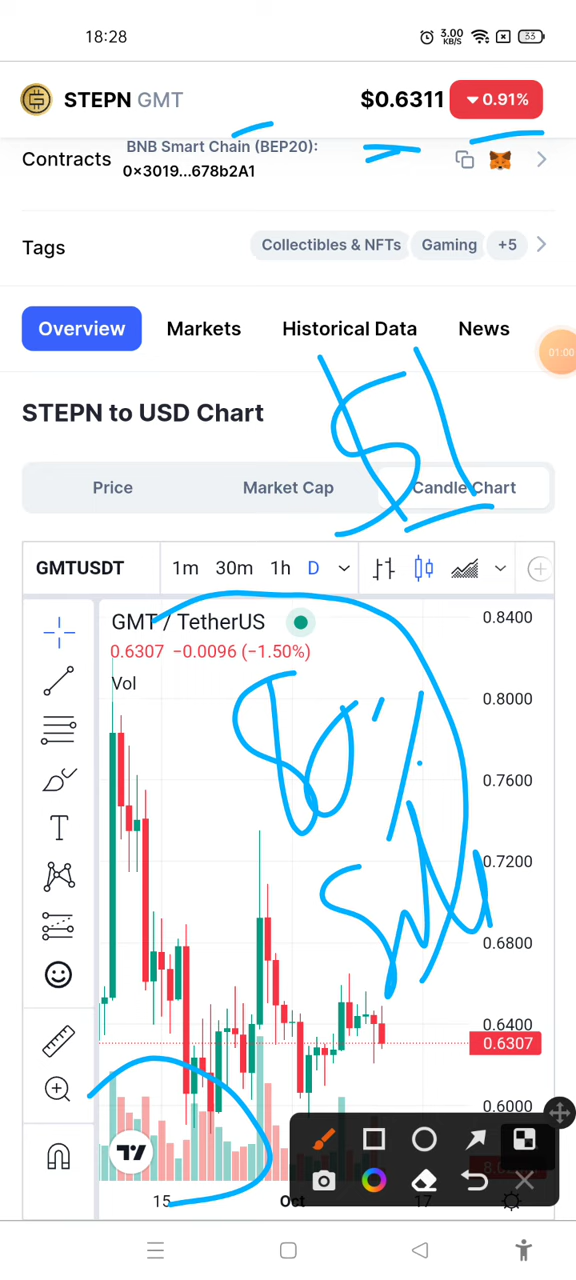 18:28
3.00 KB/S
33
STEPN GMT
$0.6311
0.91%
BNB Smart Chain (BEP20):
Contracts
0x3019...678b2A1
Tags
Collectibles & NFTs
Gaming
+5
Overview
Markets
Historical Data
News
01:00
STEPN to USD Chart
Price
Market Cap
Candle Chart
GMTUSDT
1m
30m
1h
D
GMT / TetherUS
0.6307 −0.0096 (−1.50%)
Vol
0.8400
0.8000
0.7600
0.7200
0.6800
0.6400
0.6307
0.6000
15
Oct
17